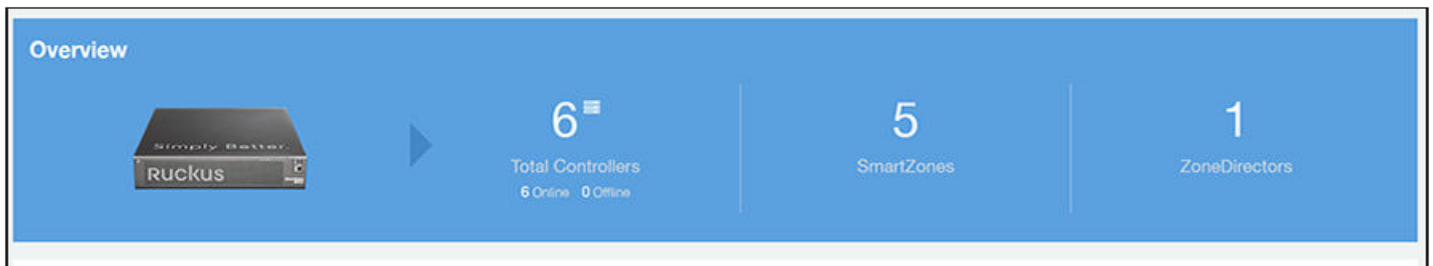 Overview
Simply Better.
RUCKUS
6
Total Controllers
6 Online 0 Offline
5
SmartZones
1
ZoneDirectors